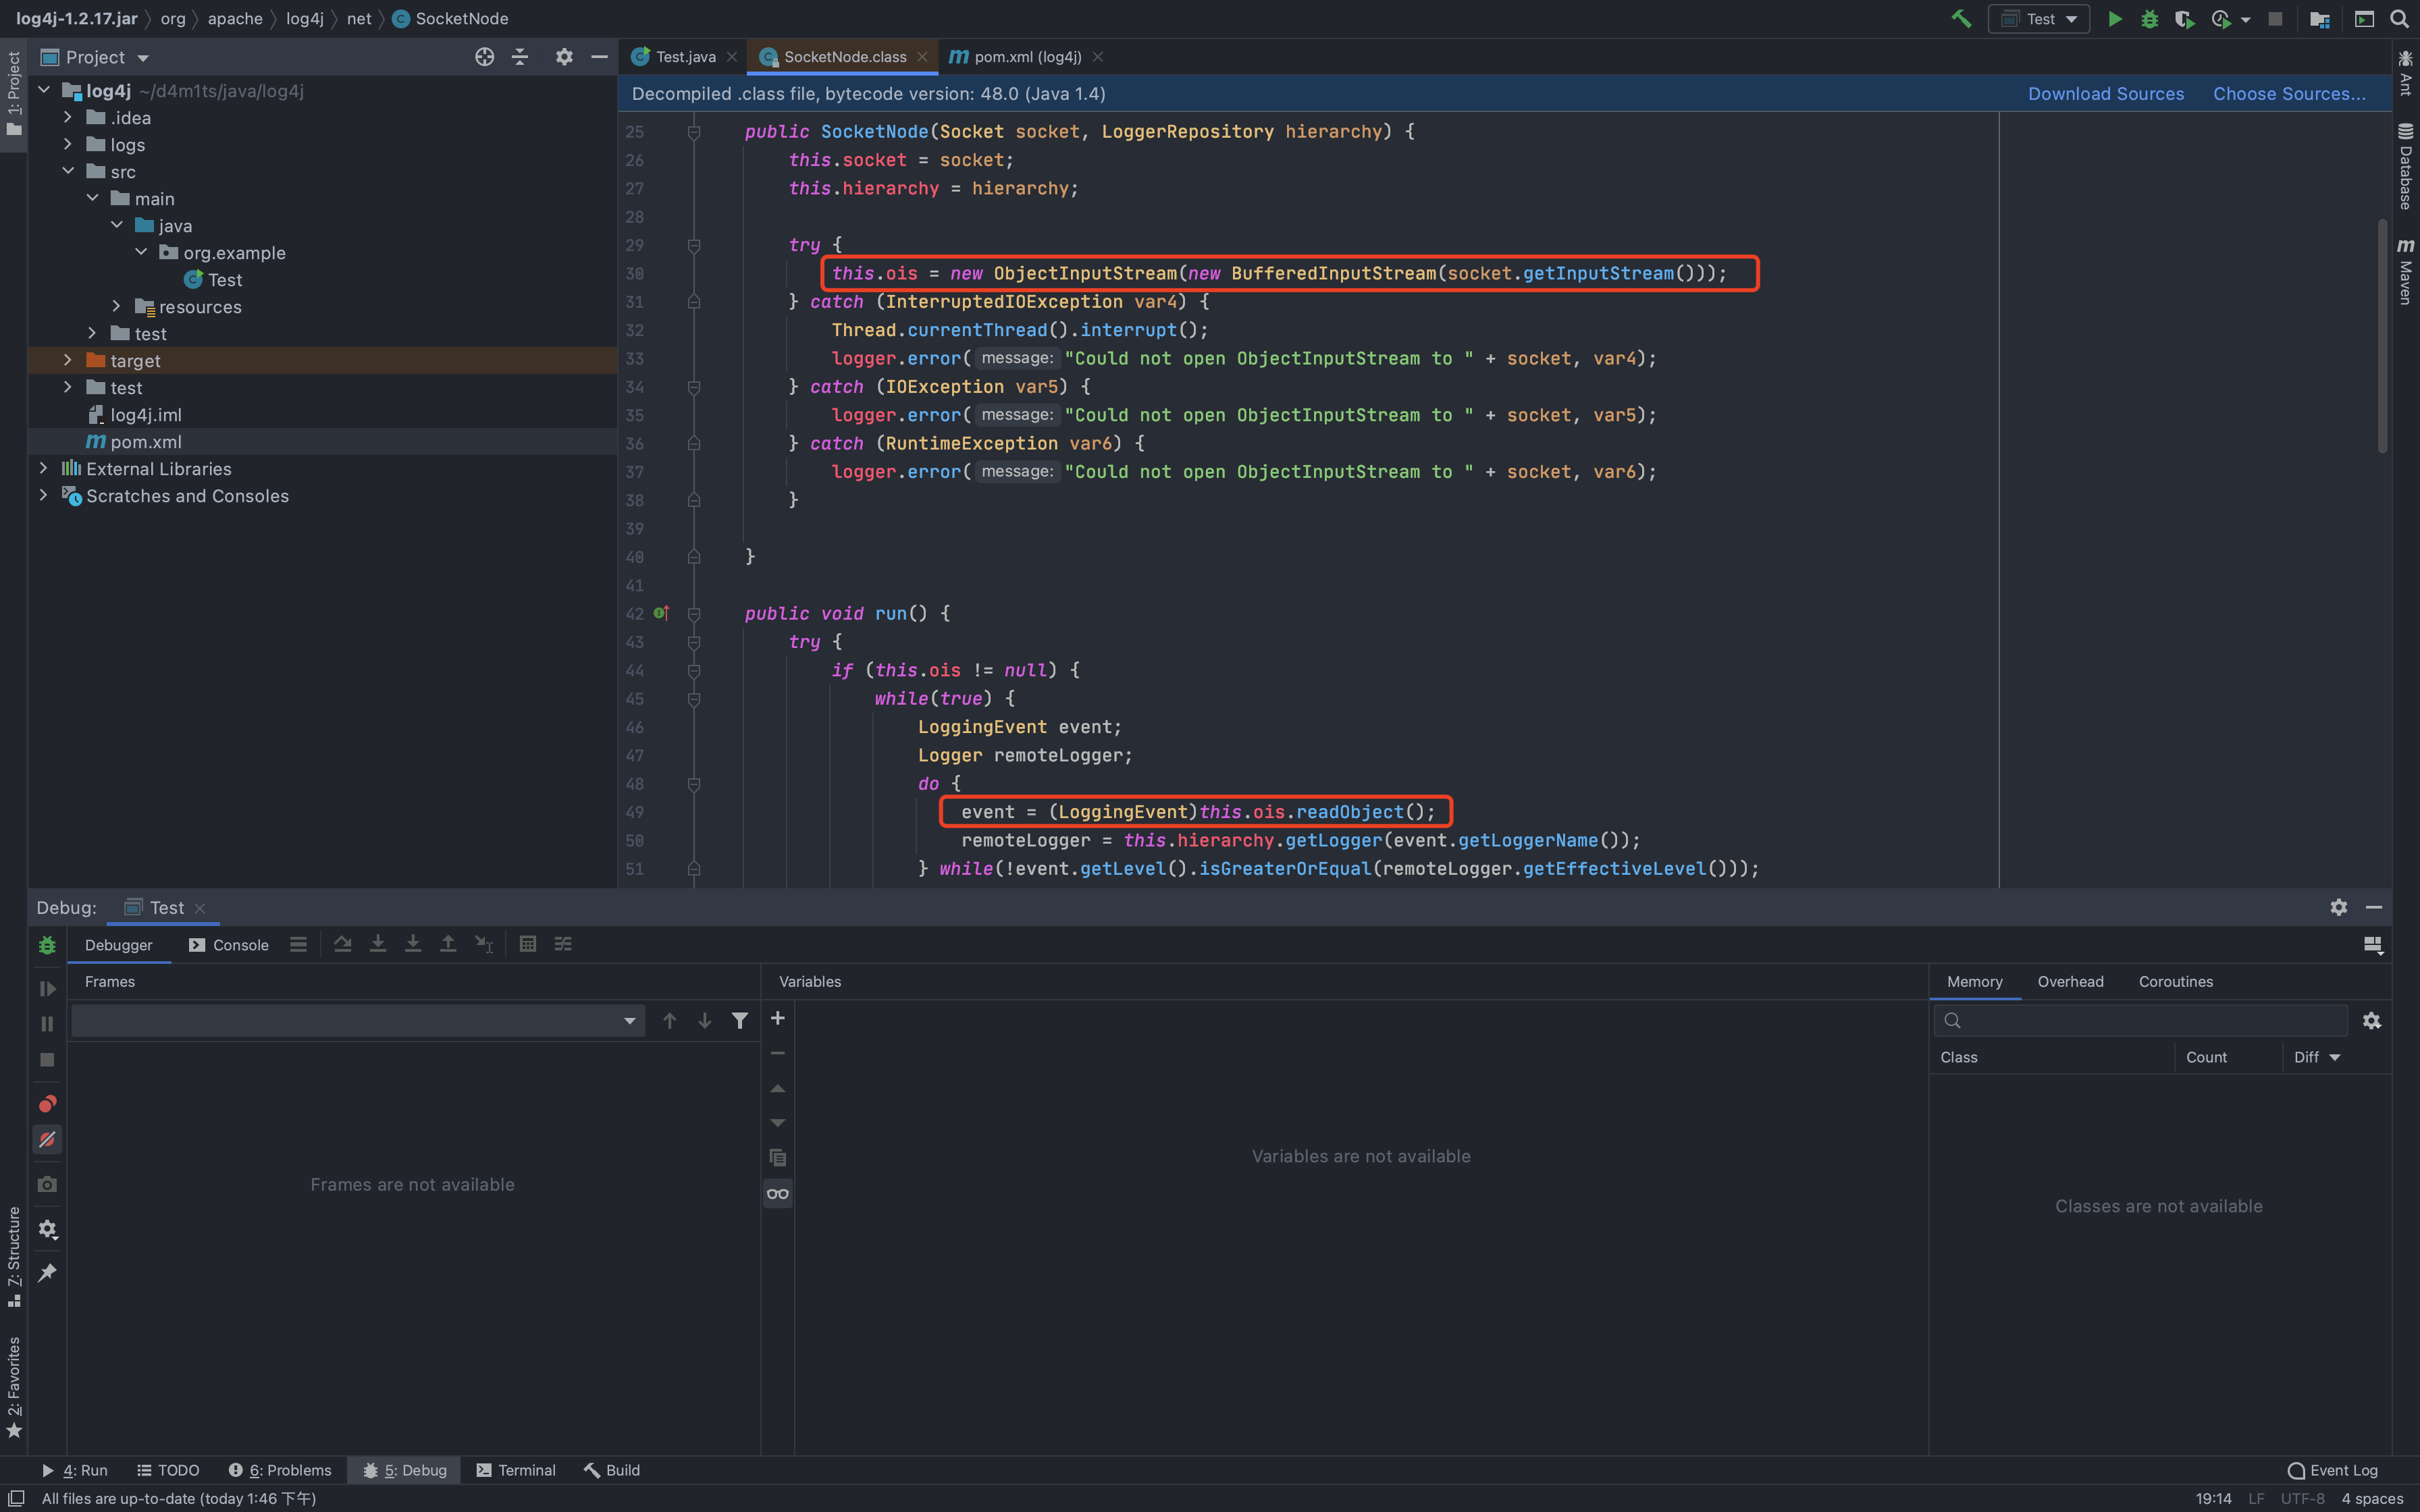 log4j-1.2.17.jar org apache log4j net SocketNode
Test
1: Project
Project
log4j ~/d4m1ts/java/log4j
.idea
logs
src
main
java
org.example
Test
resources
test
target
test
log4j.iml
pom.xml
External Libraries
Scratches and Consoles
7: Structure
2: Favorites
Test.java SocketNode.class pom.xml (log4j)
Decompiled .class file, bytecode version: 48.0 (Java 1.4) Download Sources Choose Sources...
25 public SocketNode(Socket socket, LoggerRepository hierarchy) {
26 this.socket = socket;
27 this.hierarchy = hierarchy;
28
29 try {
30 this.ois = new ObjectInputStream(new BufferedInputStream(socket.getInputStream()));
31 } catch (InterruptedIOException var4) {
32 Thread.currentThread().interrupt();
33 logger.error( message: "Could not open ObjectInputStream to " + socket, var4);
34 } catch (IOException var5) {
35 logger.error( message: "Could not open ObjectInputStream to " + socket, var5);
36 } catch (RuntimeException var6) {
37 logger.error( message: "Could not open ObjectInputStream to " + socket, var6);
38 }
39
40 }
41
42 public void run() {
43 try {
44 if (this.ois != null) {
45 while(true) {
46 LoggingEvent event;
47 Logger remoteLogger;
48 do {
49 event = (LoggingEvent)this.ois.readObject();
50 remoteLogger = this.hierarchy.getLogger(event.getLoggerName());
51 } while(!event.getLevel().isGreaterOrEqual(remoteLogger.getEffectiveLevel()));
Ant
Database
m Maven
Debug: Test
Debugger Console
Frames Variables Memory Overhead Coroutines
Class Count Diff
Frames are not available
Variables are not available
Classes are not available
4: Run TODO 6: Problems 5: Debug Terminal Build Event Log
All files are up-to-date (today 1:46 下午) 19:14 LF UTF-8 4 spaces